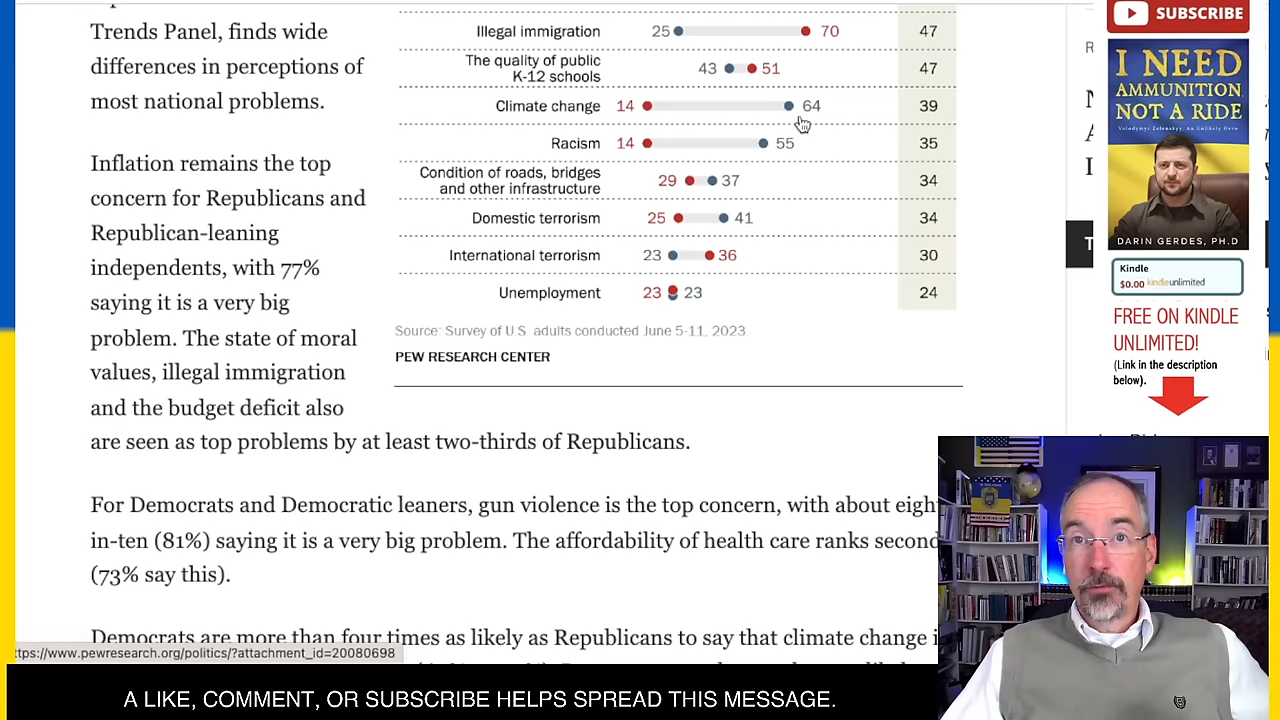 Trends Panel, finds wide
differences in perceptions of
most national problems.
Inflation remains the top
concern for Republicans and
Republican-leaning
independents, with 77%
saying it is a very big
problem. The state of moral
values, illegal immigration
and the budget deficit also
are seen as top problems by at least two-thirds of Republicans.
For Democrats and Democratic leaners, gun violence is the top concern, with about eigh
in-ten (81%) saying it is a very big problem. The affordability of health care ranks second
(73% say this).
Democrats are more than four times as likely as Republicans to say that climate change i
Illegal immigration 25 70 47
The quality of public
K-12 schools 43 51 47
Climate change 14 64 39
Racism 14 55 35
Condition of roads, bridges
and other infrastructure 29 37 34
Domestic terrorism 25 41 34
International terrorism 23 36 30
Unemployment 23 23 24
Source: Survey of U.S. adults conducted June 5-11, 2023
PEW RESEARCH CENTER
ttps://www.pewresearch.org/politics/?attachment_id=20080698
SUBSCRIBE
I NEED
AMMUNITION
NOT A RIDE
Volodymyr Zelenskyy, An Unlikely Hero
DARIN GERDES, PH.D
Kindle
$0.00 kindleunlimited
FREE ON KINDLE
UNLIMITED!
(Link in the description
below).
A LIKE, COMMENT, OR SUBSCRIBE HELPS SPREAD THIS MESSAGE.